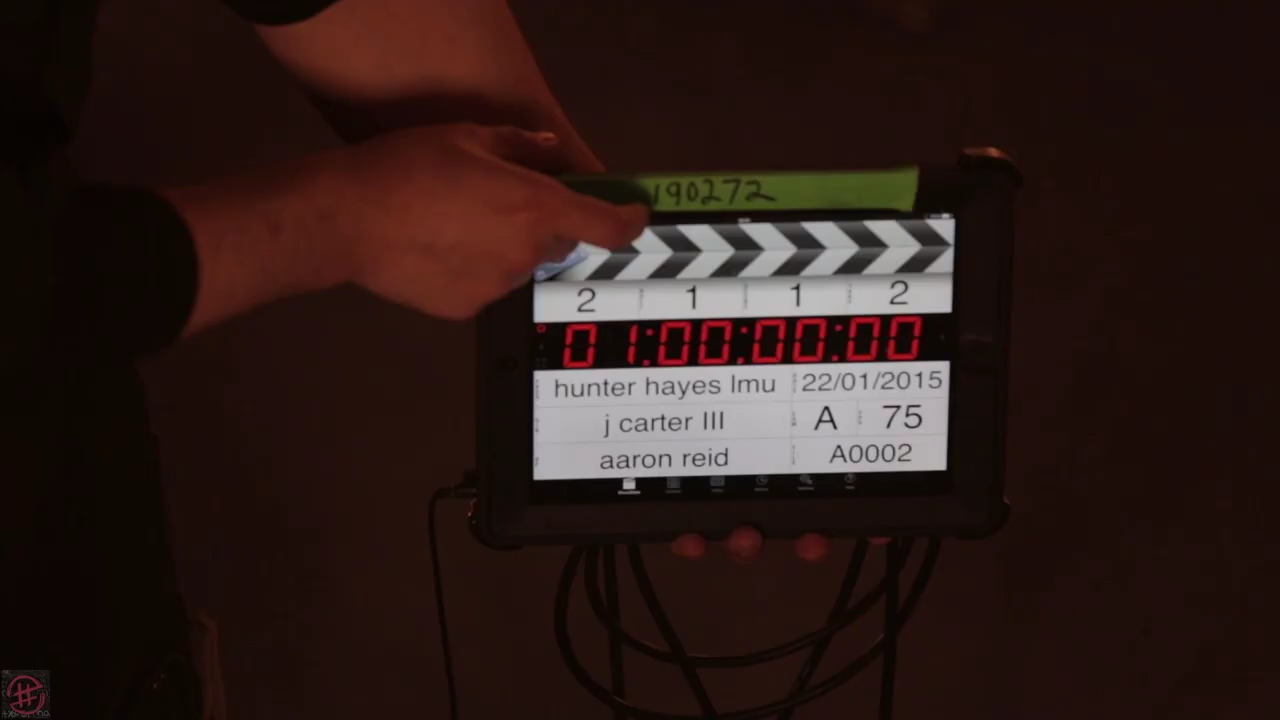 190272
2 1 1 2
01:00:00:00
hunter hayes lmu 22/01/2015
j carter III A 75
aaron reid A0002